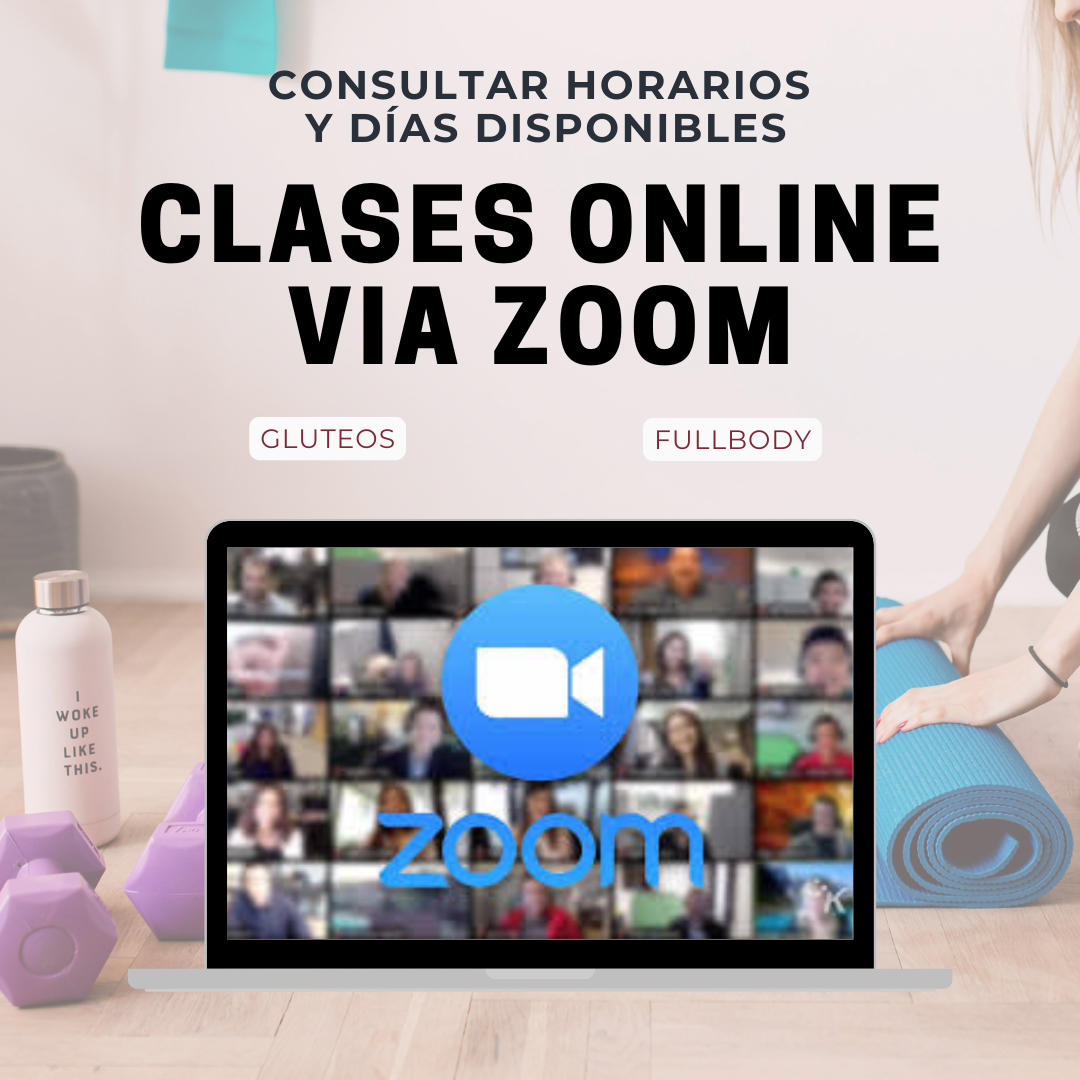 CONSULTAR HORARIOS
Y DÍAS DISPONIBLES
CLASES ONLINE
VIA ZOOM
GLUTEOS
FULLBODY
I
WOKE
UP
LIKE
THIS.
zoom
K